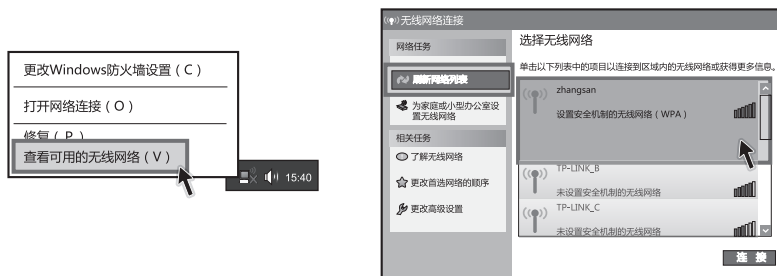 更改Windows防火墙设置（C）
打开网络连接（O）
修复（P）
查看可用的无线网络（V）
15:40
无线网络连接
网络任务
刷新网络列表
为家庭或小型办公室设
置无线网络
相关任务
了解无线网络
更改首选网络的顺序
更改高级设置
选择无线网络
单击以下列表中的项目以连接到区域内的无线网络或获得更多信息。
zhangsan
设置安全机制的无线网络（WPA）
TP-LINK_B
未设置安全机制的无线网络
TP-LINK_C
未设置安全机制的无线网络
连 接